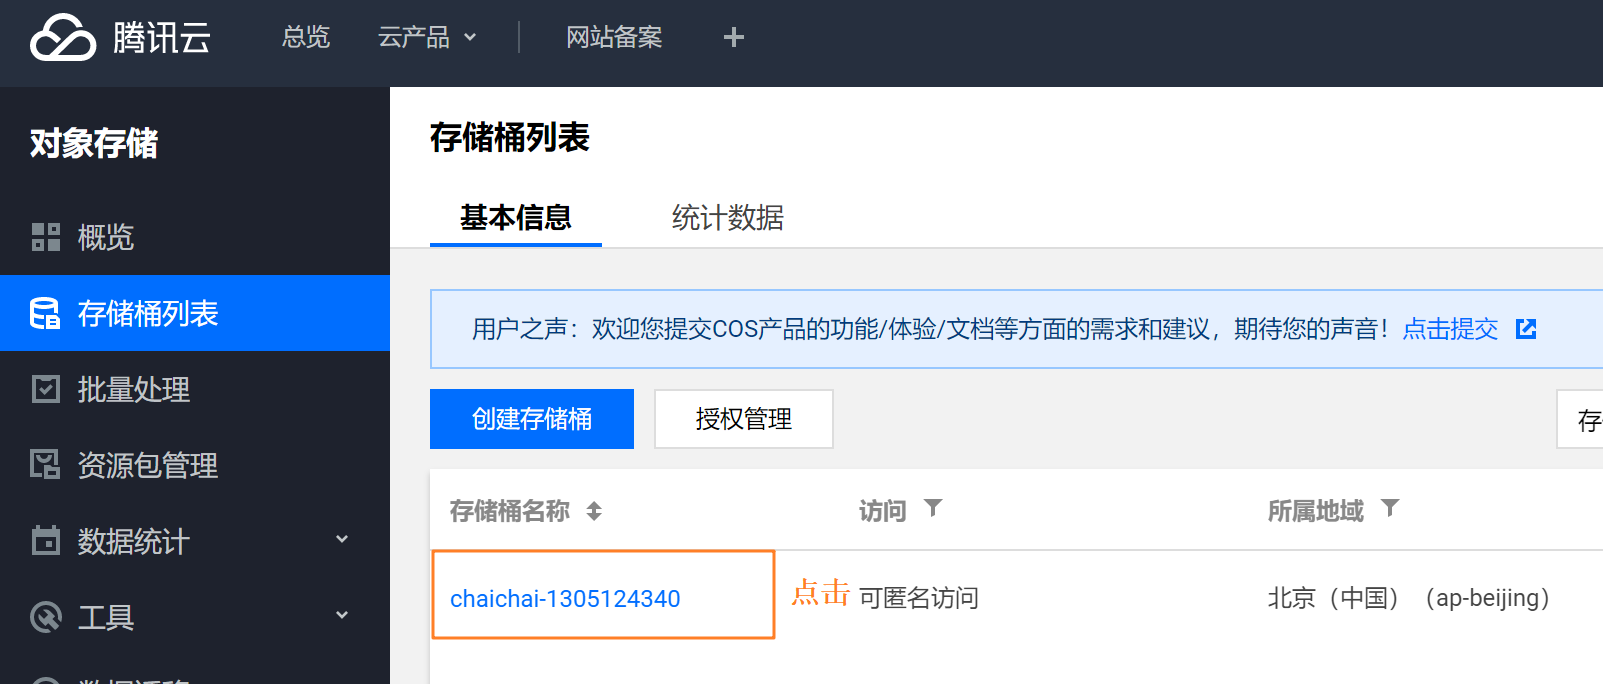 腾讯云 总览 云产品 网站备案 +
对象存储
概览
存储桶列表
批量处理
资源包管理
数据统计
工具
存储桶列表
基本信息 统计数据
用户之声：欢迎您提交COS产品的功能/体验/文档等方面的需求和建议，期待您的声音！点击提交
创建存储桶 授权管理 存
存储桶名称 访问 所属地域
chaichai-1305124340 点击 可匿名访问 北京（中国）（ap-beijing）